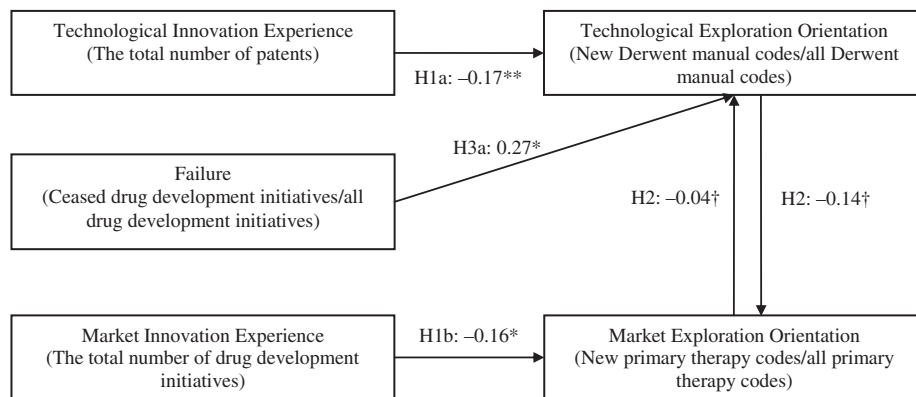 Technological Innovation Experience
(The total number of patents)
H1a: –0.17**
Technological Exploration Orientation
(New Derwent manual codes/all Derwent
manual codes)
Failure
(Ceased drug development initiatives/all
drug development initiatives)
H3a: 0.27*
H2: –0.04†
H2: –0.14†
Market Innovation Experience
(The total number of drug development
initiatives)
H1b: –0.16*
Market Exploration Orientation
(New primary therapy codes/all primary
therapy codes)